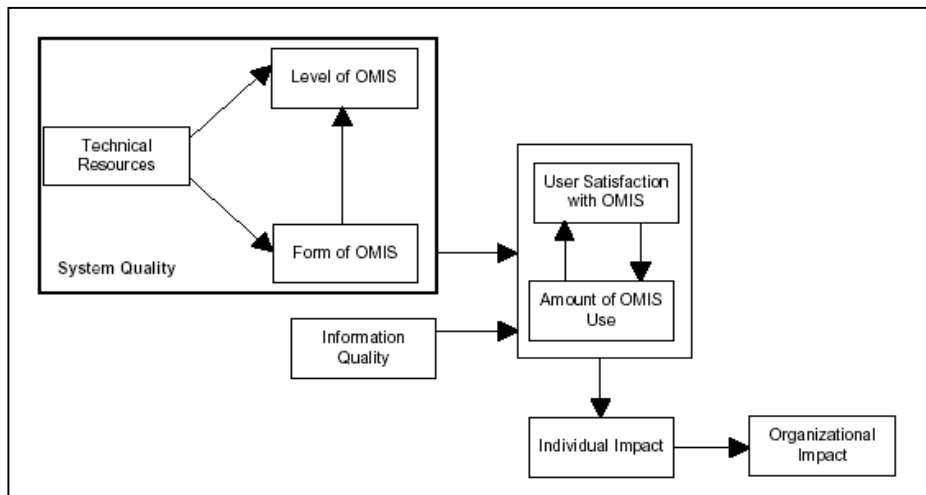 Level of OMIS
Technical
Resources
Form of OMIS
System Quality
User Satisfaction
with OMIS
Amount of OMIS
Use
Information
Quality
Individual Impact
Organizational
Impact